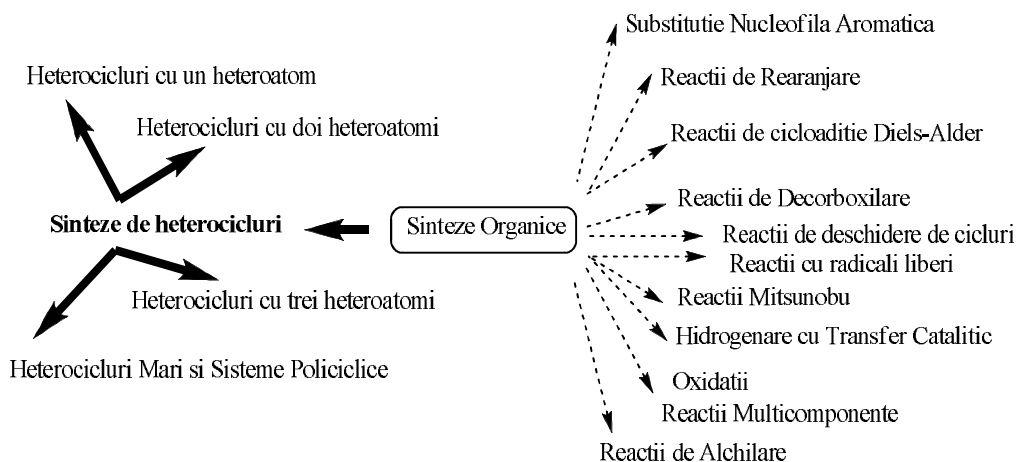 Substitutie Nucleofila Aromatica
Heterocicluri cu un heteroatom
Reactii de Rearanjare
Heterocicluri cu doi heteroatomi
Reactii de cicloaditie Diels-Alder
Reactii de Decorboxilare
Sinteze de heterocicluri
Sinteze Organice
Reactii de deschidere de cicluri
Reactii cu radicali liberi
Heterocicluri cu trei heteroatomi
Reactii Mitsunobu
Hidrogenare cu Transfer Catalitic
Heterocicluri Mari si Sisteme Policiclice
Oxidatii
Reactii Multicomponente
Reactii de Alchilare